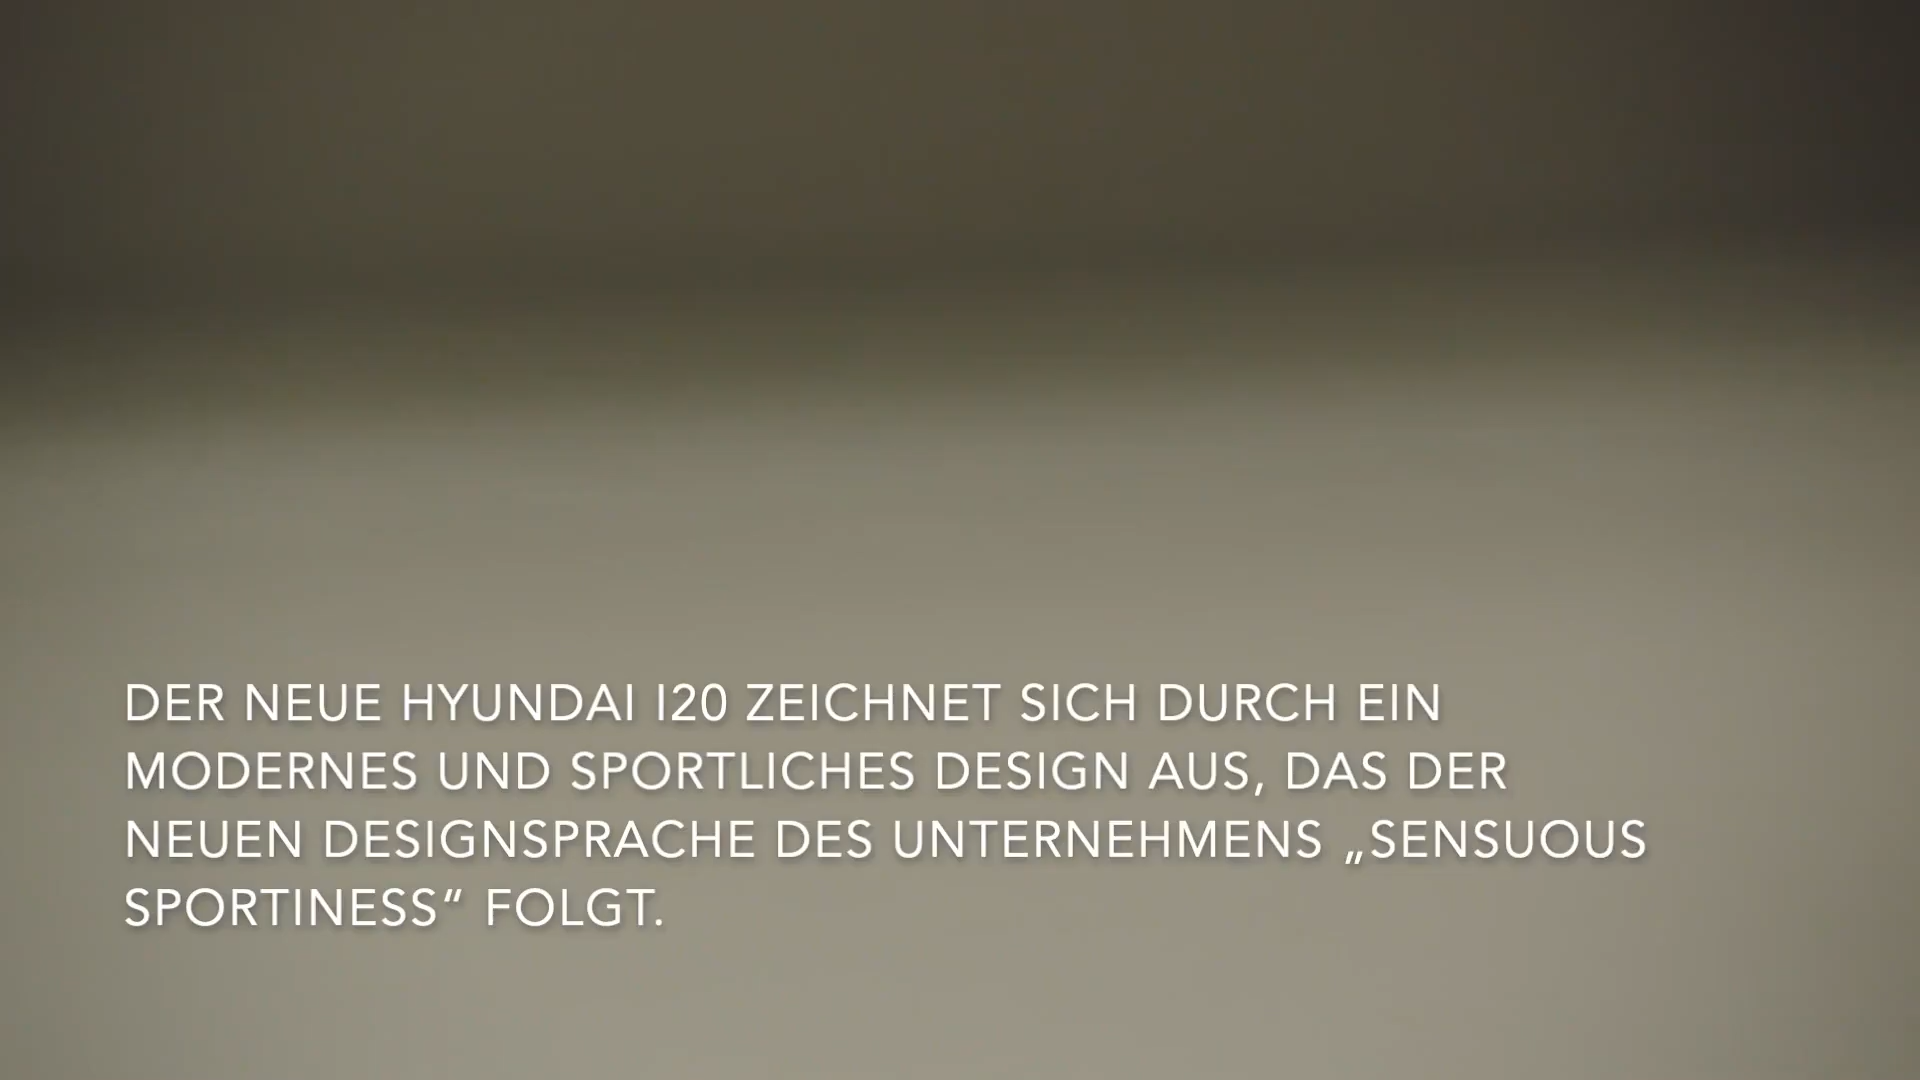 DER NEUE HYUNDAI I20 ZEICHNET SICH DURCH EIN
MODERNES UND SPORTLICHES DESIGN AUS, DAS DER
NEUEN DESIGNSPRACHE DES UNTERNEHMENS „SENSUOUS
SPORTINESS“ FOLGT.